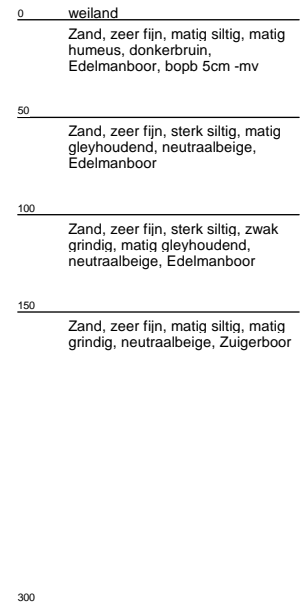 0 weiland
Zand, zeer fijn, matig siltig, matig
humeus, donkerbruin,
Edelmanboor, bopb 5cm -mv
50
Zand, zeer fijn, sterk siltig, matig
gleyhoudend, neutraalbeige,
Edelmanboor
100
Zand, zeer fijn, sterk siltig, zwak
grindig, matig gleyhoudend,
neutraalbeige, Edelmanboor
150
Zand, zeer fijn, matig siltig, matig
grindig, neutraalbeige, Zuigerboor
300